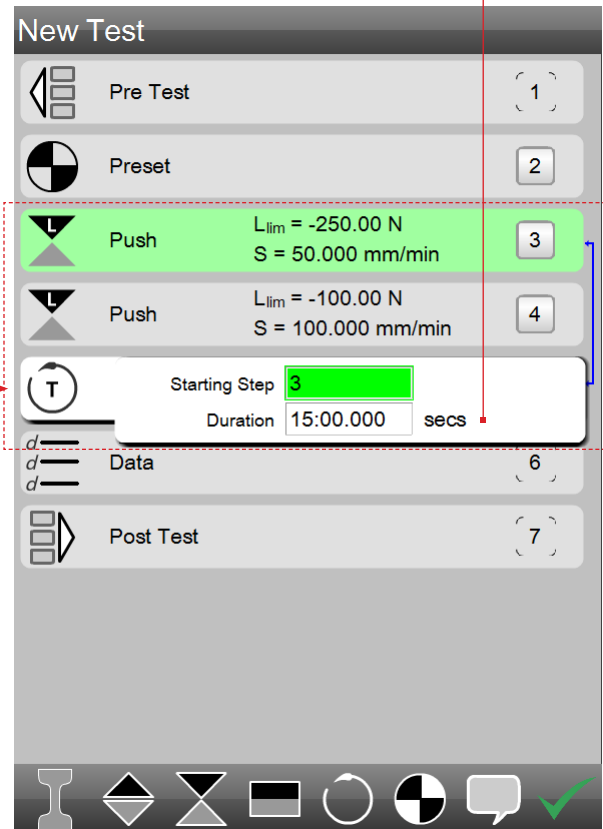 New Test
Pre Test 1
Preset 2
L Push Llim = -250.00 N 3
S = 50.000 mm/min
L Push Llim = -100.00 N 4
S = 100.000 mm/min
T Starting Step 3
Duration 15:00.000 secs
d
d Data 6
d
Post Test 7